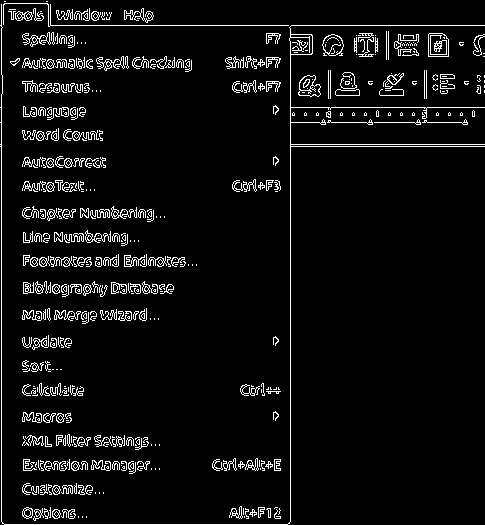 Tools Window Help
Spelling... F7
✓ Automatic Spell Checking Shift+F7
Thesaurus... Ctrl+F7
Language
Word Count
AutoCorrect
AutoText... Ctrl+F3
Chapter Numbering...
Line Numbering...
Footnotes and Endnotes...
Bibliography Database
Mail Merge Wizard...
Update
Sort...
Calculate Ctrl++
Macros
XML Filter Settings...
Extension Manager... Ctrl+Alt+E
Customize...
Options... Alt+F12